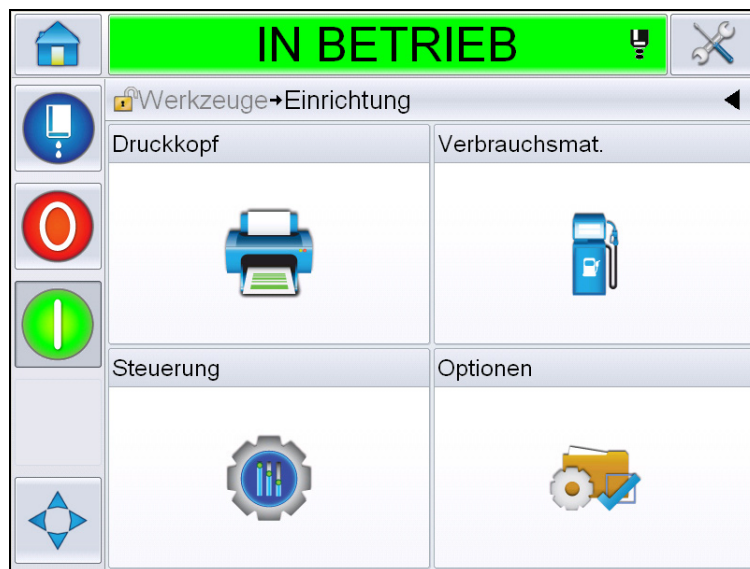 IN BETRIEB
Werkzeuge→Einrichtung
Druckkopf
Verbrauchsmat.
Steuerung
Optionen